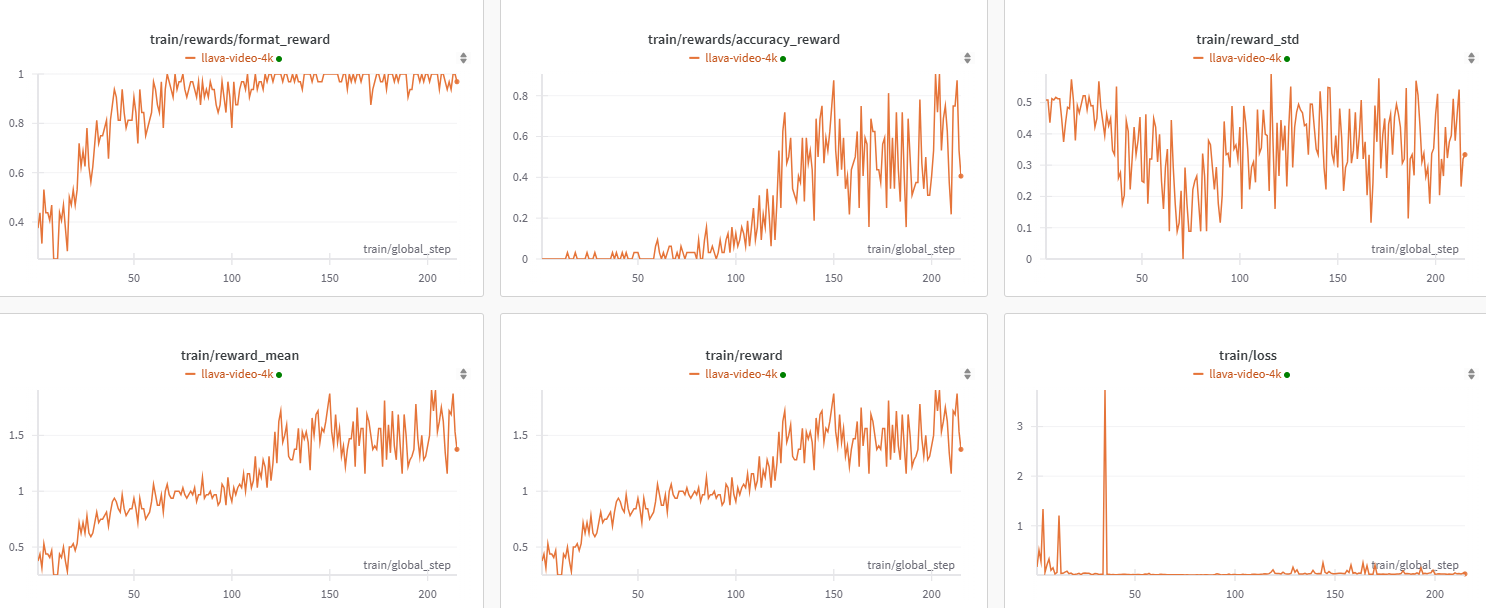 train/rewards/format_reward
llava-video-4k
1
0.8
0.6
0.4
train/global_step
50 100 150 200
train/rewards/accuracy_reward
llava-video-4k
0.8
0.6
0.4
0.2
0
train/global_step
50 100 150 200
train/reward_std
llava-video-4k
0.5
0.4
0.3
0.2
0.1
0
train/global_step
50 100 150 200
train/reward_mean
llava-video-4k
1.5
1
0.5
train/global_step
50 100 150 200
train/reward
llava-video-4k
1.5
1
0.5
train/global_step
50 100 150 200
train/loss
llava-video-4k
3
2
1
train/global_step
50 100 150 200